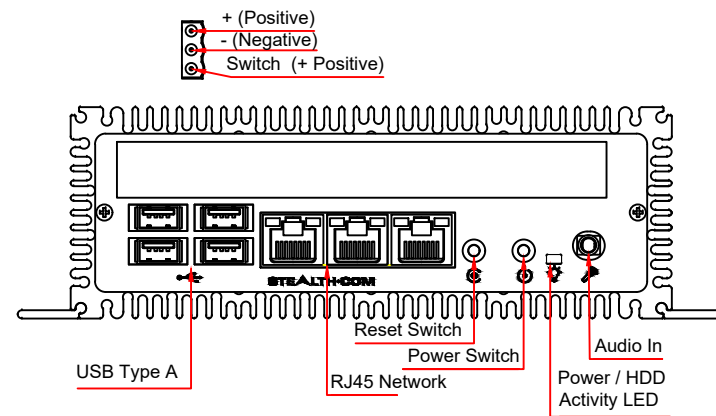 + (Positive)
- (Negative)
Switch (+ Positive)
STEALTH·COM
Reset Switch
Power Switch
Audio In
USB Type A
RJ45 Network
Power / HDD
Activity LED